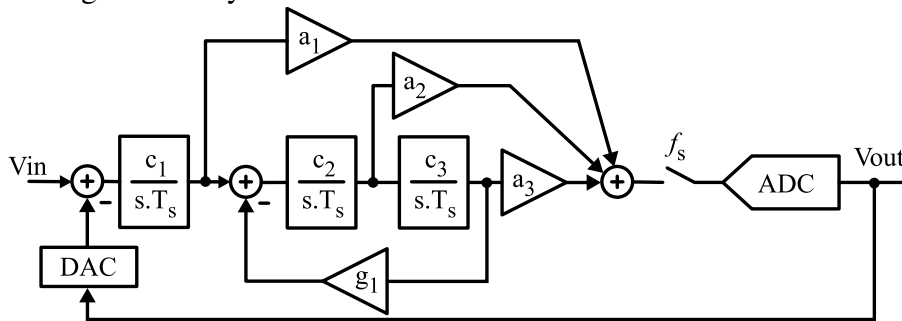 a1
a2
Vin
+
-
c1
s.Ts
+
-
c2
s.Ts
c3
s.Ts
a3
+
fs
ADC
Vout
DAC
g1